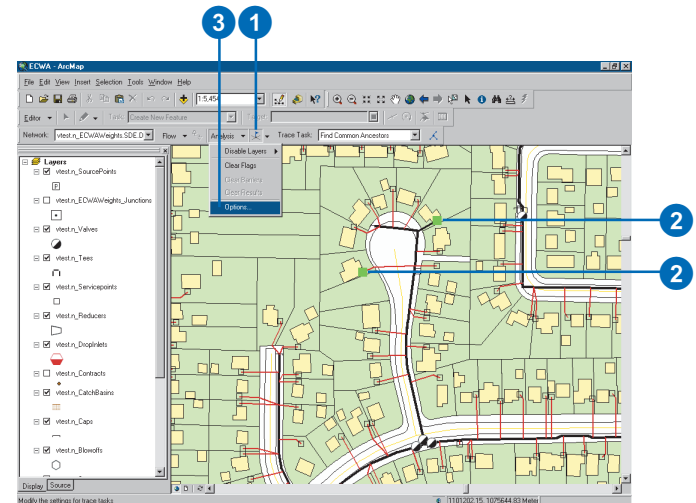 3 1
ECWA - ArcMap
File Edit View Insert Selection Tools Window Help
1:5,454
Editor Task: Create New Feature Target:
Network: vtest.n_ECWAWeights.SDE.D Flow Analysis Trace Task: Find Common Ancestors
Disable Layers
Clear Flags
Clear Barriers
Clear Results
Options...
Layers
vtest.n_SourcePoints
F
vtest.n_ECWAWeights_Junctions
vtest.n_Valves
vtest.n_Tees
vtest.n_Servicepoints
vtest.n_Reducers
vtest.n_DropInlets
vtest.n_Contracts
vtest.n_CatchBasins
vtest.n_Caps
vtest.n_Blowoffs
2
2
Display Source
Modify the settings for trace tasks
1101202.15, 1075644.83 Meter